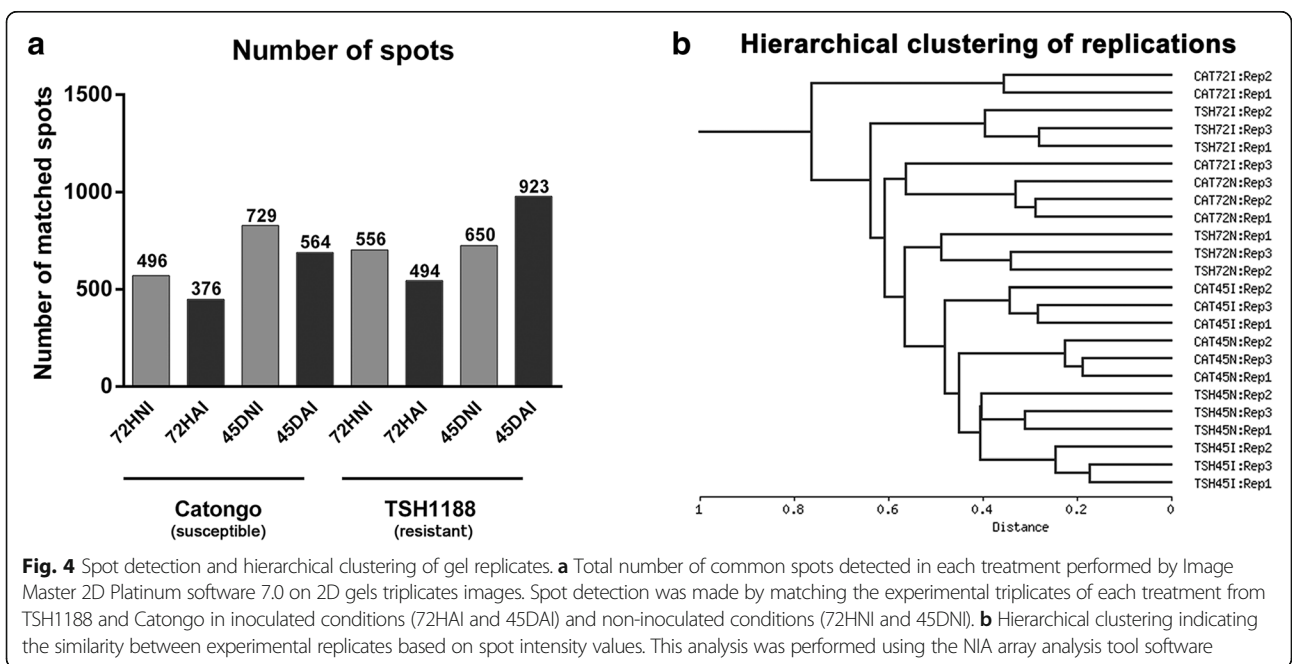 a
Number of spots
Number of matched spots
1500
1000
500
0
496
376
729
564
556
494
650
923
72HNI
72HAI
45DNI
45DAI
72HNI
72HAI
45DNI
45DAI
Catongo
(susceptible)
TSH1188
(resistant)
b
Hierarchical clustering of replications
CAT72I:Rep2
CAT72I:Rep1
TSH72I:Rep2
TSH72I:Rep3
TSH72I:Rep1
CAT72I:Rep3
CAT72N:Rep3
CAT72N:Rep2
CAT72N:Rep1
TSH72N:Rep1
TSH72N:Rep3
TSH72N:Rep2
CAT45I:Rep2
CAT45I:Rep3
CAT45I:Rep1
CAT45N:Rep2
CAT45N:Rep3
CAT45N:Rep1
TSH45N:Rep2
TSH45N:Rep3
TSH45N:Rep1
TSH45I:Rep2
TSH45I:Rep3
TSH45I:Rep1
1 0.8 0.6 0.4 0.2 0
Distance
Fig. 4 Spot detection and hierarchical clustering of gel replicates. a Total number of common spots detected in each treatment performed by Image
Master 2D Platinum software 7.0 on 2D gels triplicates images. Spot detection was made by matching the experimental triplicates of each treatment from
TSH1188 and Catongo in inoculated conditions (72HAI and 45DAI) and non-inoculated conditions (72HNI and 45DNI). b Hierarchical clustering indicating
the similarity between experimental replicates based on spot intensity values. This analysis was performed using the NIA array analysis tool software